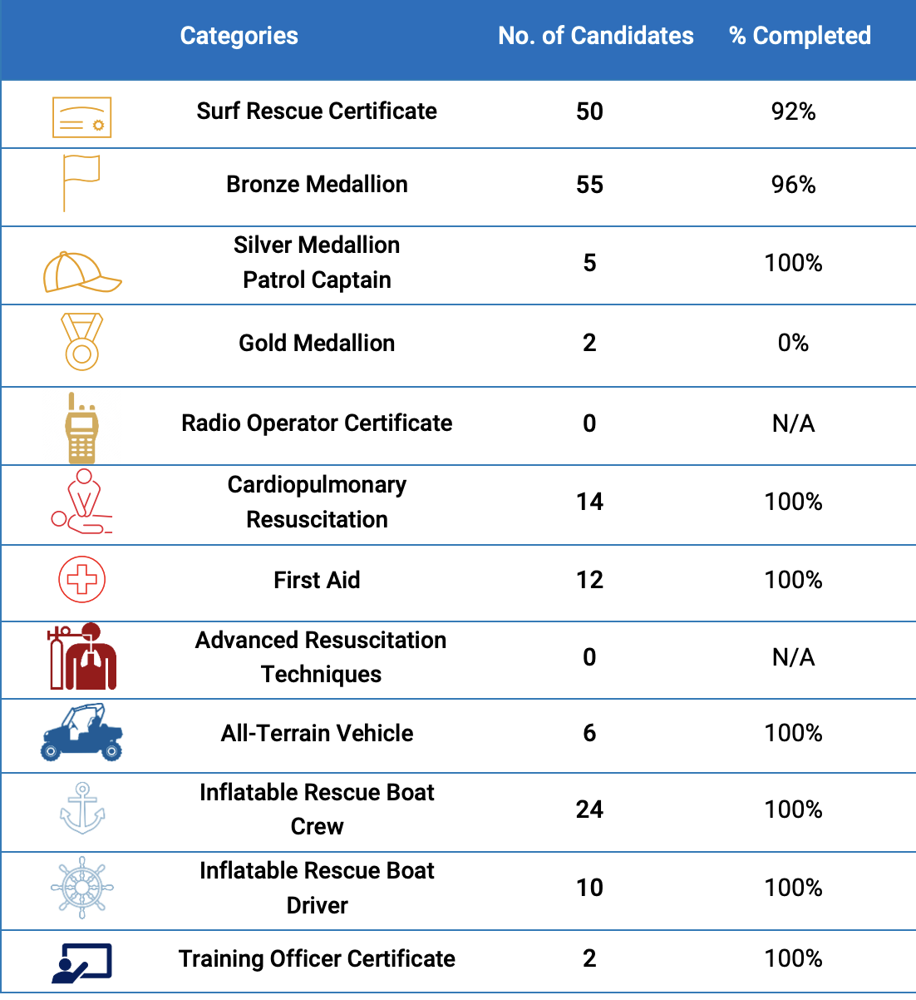 Categories No. of Candidates % Completed
Surf Rescue Certificate 50 92%
Bronze Medallion 55 96%
Silver Medallion
Patrol Captain 5 100%
Gold Medallion 2 0%
Radio Operator Certificate 0 N/A
Cardiopulmonary
Resuscitation 14 100%
First Aid 12 100%
Advanced Resuscitation
Techniques 0 N/A
All-Terrain Vehicle 6 100%
Inflatable Rescue Boat
Crew 24 100%
Inflatable Rescue Boat
Driver 10 100%
Training Officer Certificate 2 100%